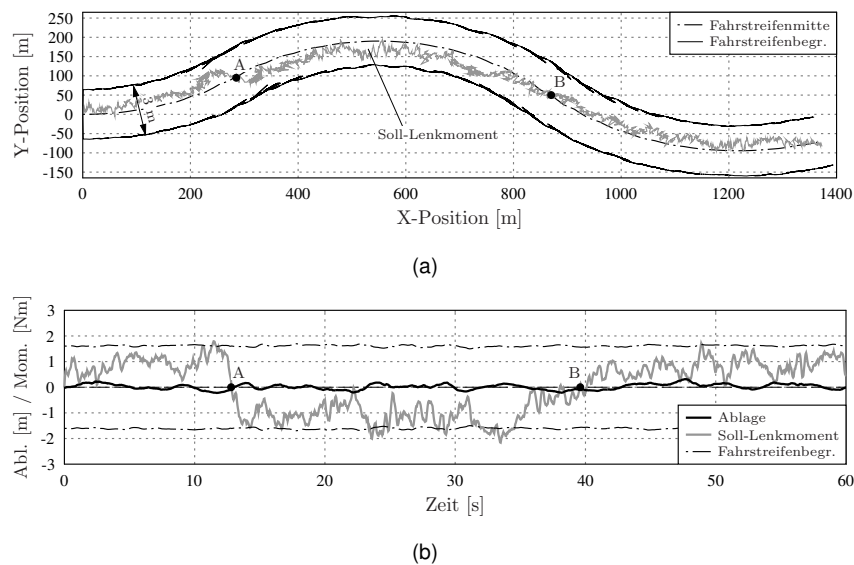 250
200
150
100
50
0
-50
-100
-150
Y-Position [m]
0
200
400
600
800
1000
1200
1400
X-Position [m]
Fahrstreifenmitte
Fahrstreifenbegr.
A
B
3 m
Soll-Lenkmoment
(a)
3
2
1
0
-1
-2
-3
Abl. [m] / Mom. [Nm]
0
10
20
30
40
50
60
Zeit [s]
A
B
Ablage
Soll-Lenkmoment
Fahrstreifenbegr.
(b)